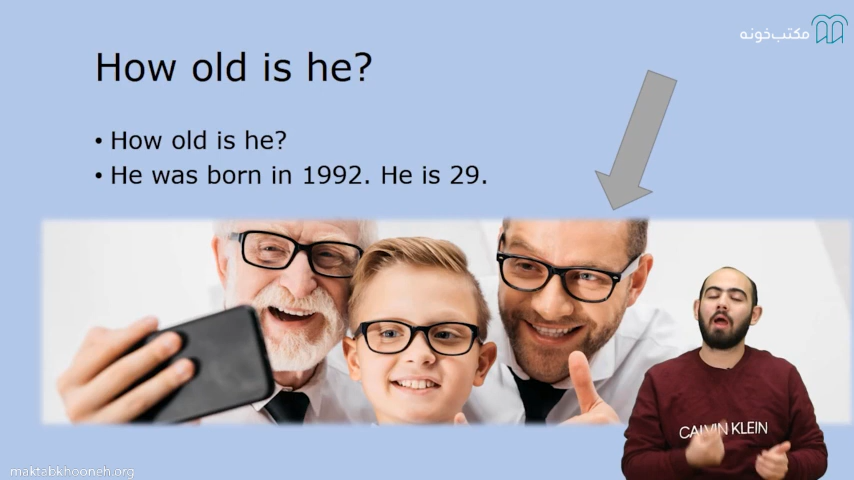 مکتب‌خونه
How old is he?
• How old is he?
• He was born in 1992. He is 29.
CALVIN KLEIN
maktabkhooneh.org